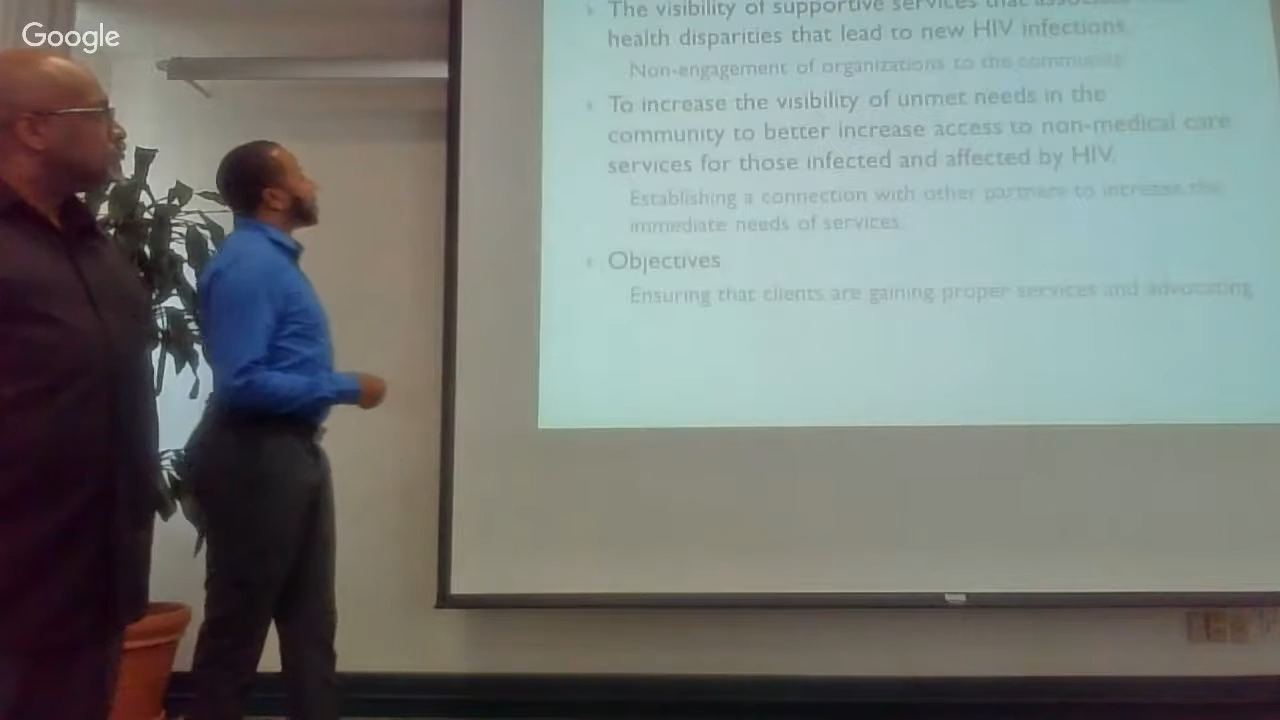 Google
The visibility of supportive services that
health disparities that lead to new HIV infections.
Non-engagement of organizations to the community
To increase the visibility of unmet needs in the
community to better increase access to non-medical care
services for those infected and affected by HIV.
Establishing a connection with other partners to increase the
immediate needs of services.
Objectives
Ensuring that clients are gaining proper services and advocating